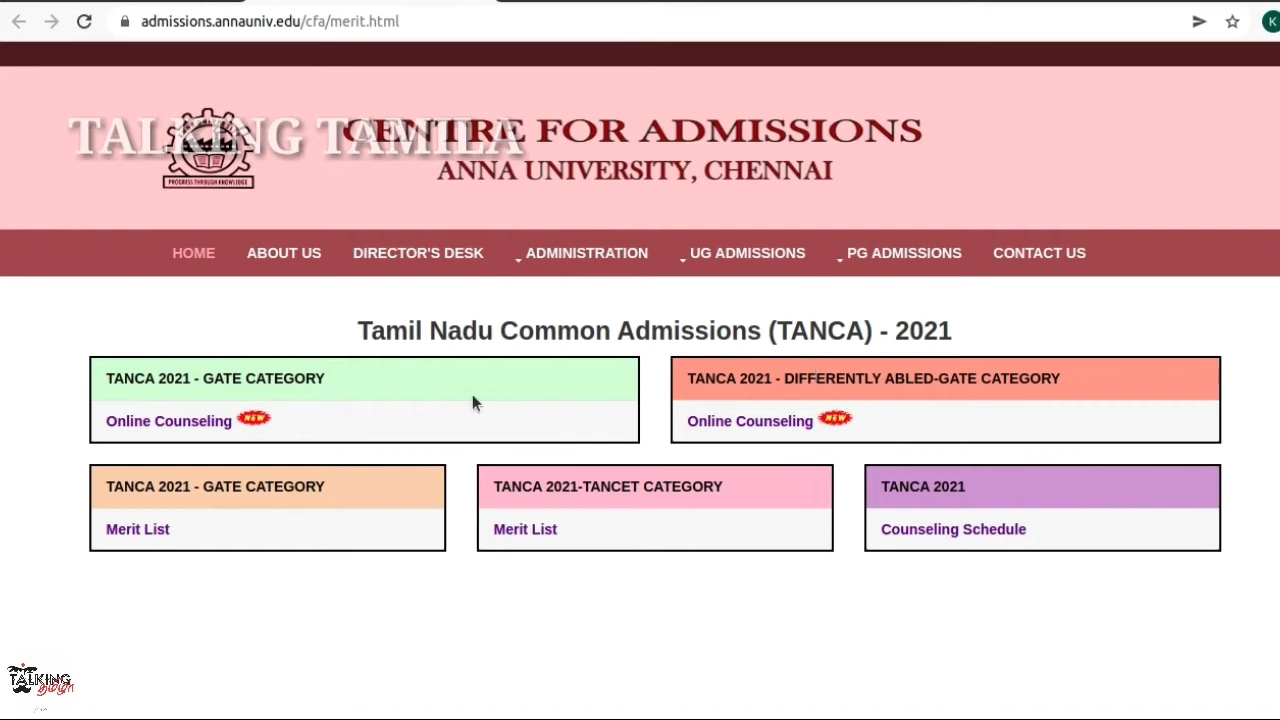 admissions.annauniv.edu/cfa/merit.html
K
TALKING TAMILA
CENTRE FOR ADMISSIONS
ANNA UNIVERSITY, CHENNAI
PROGRESS THROUGH KNOWLEDGE
HOME ABOUT US DIRECTOR'S DESK ADMINISTRATION UG ADMISSIONS PG ADMISSIONS CONTACT US
Tamil Nadu Common Admissions (TANCA) - 2021
TANCA 2021 - GATE CATEGORY
Online Counseling NEW
TANCA 2021 - DIFFERENTLY ABLED-GATE CATEGORY
Online Counseling NEW
TANCA 2021 - GATE CATEGORY
Merit List
TANCA 2021-TANCET CATEGORY
Merit List
TANCA 2021
Counseling Schedule
TALKING